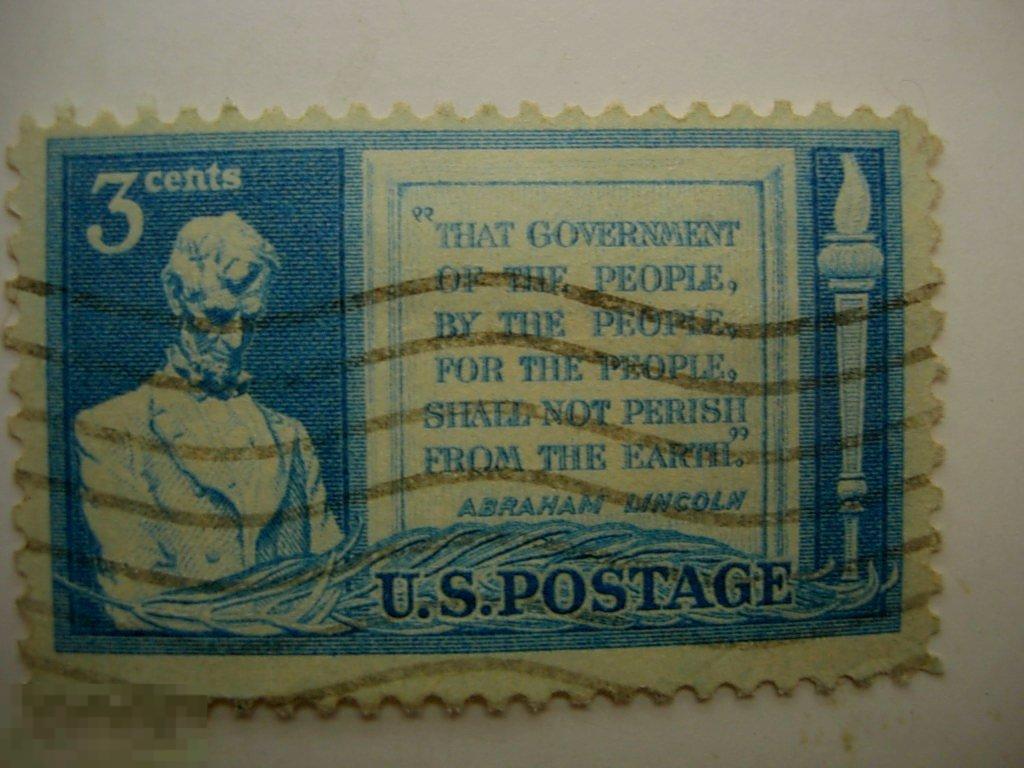 3 cents
"THAT GOVERNMENT
OF THE PEOPLE,
BY THE PEOPLE,
FOR THE PEOPLE,
SHALL NOT PERISH
FROM THE EARTH."
ABRAHAM LINCOLN
U.S. POSTAGE